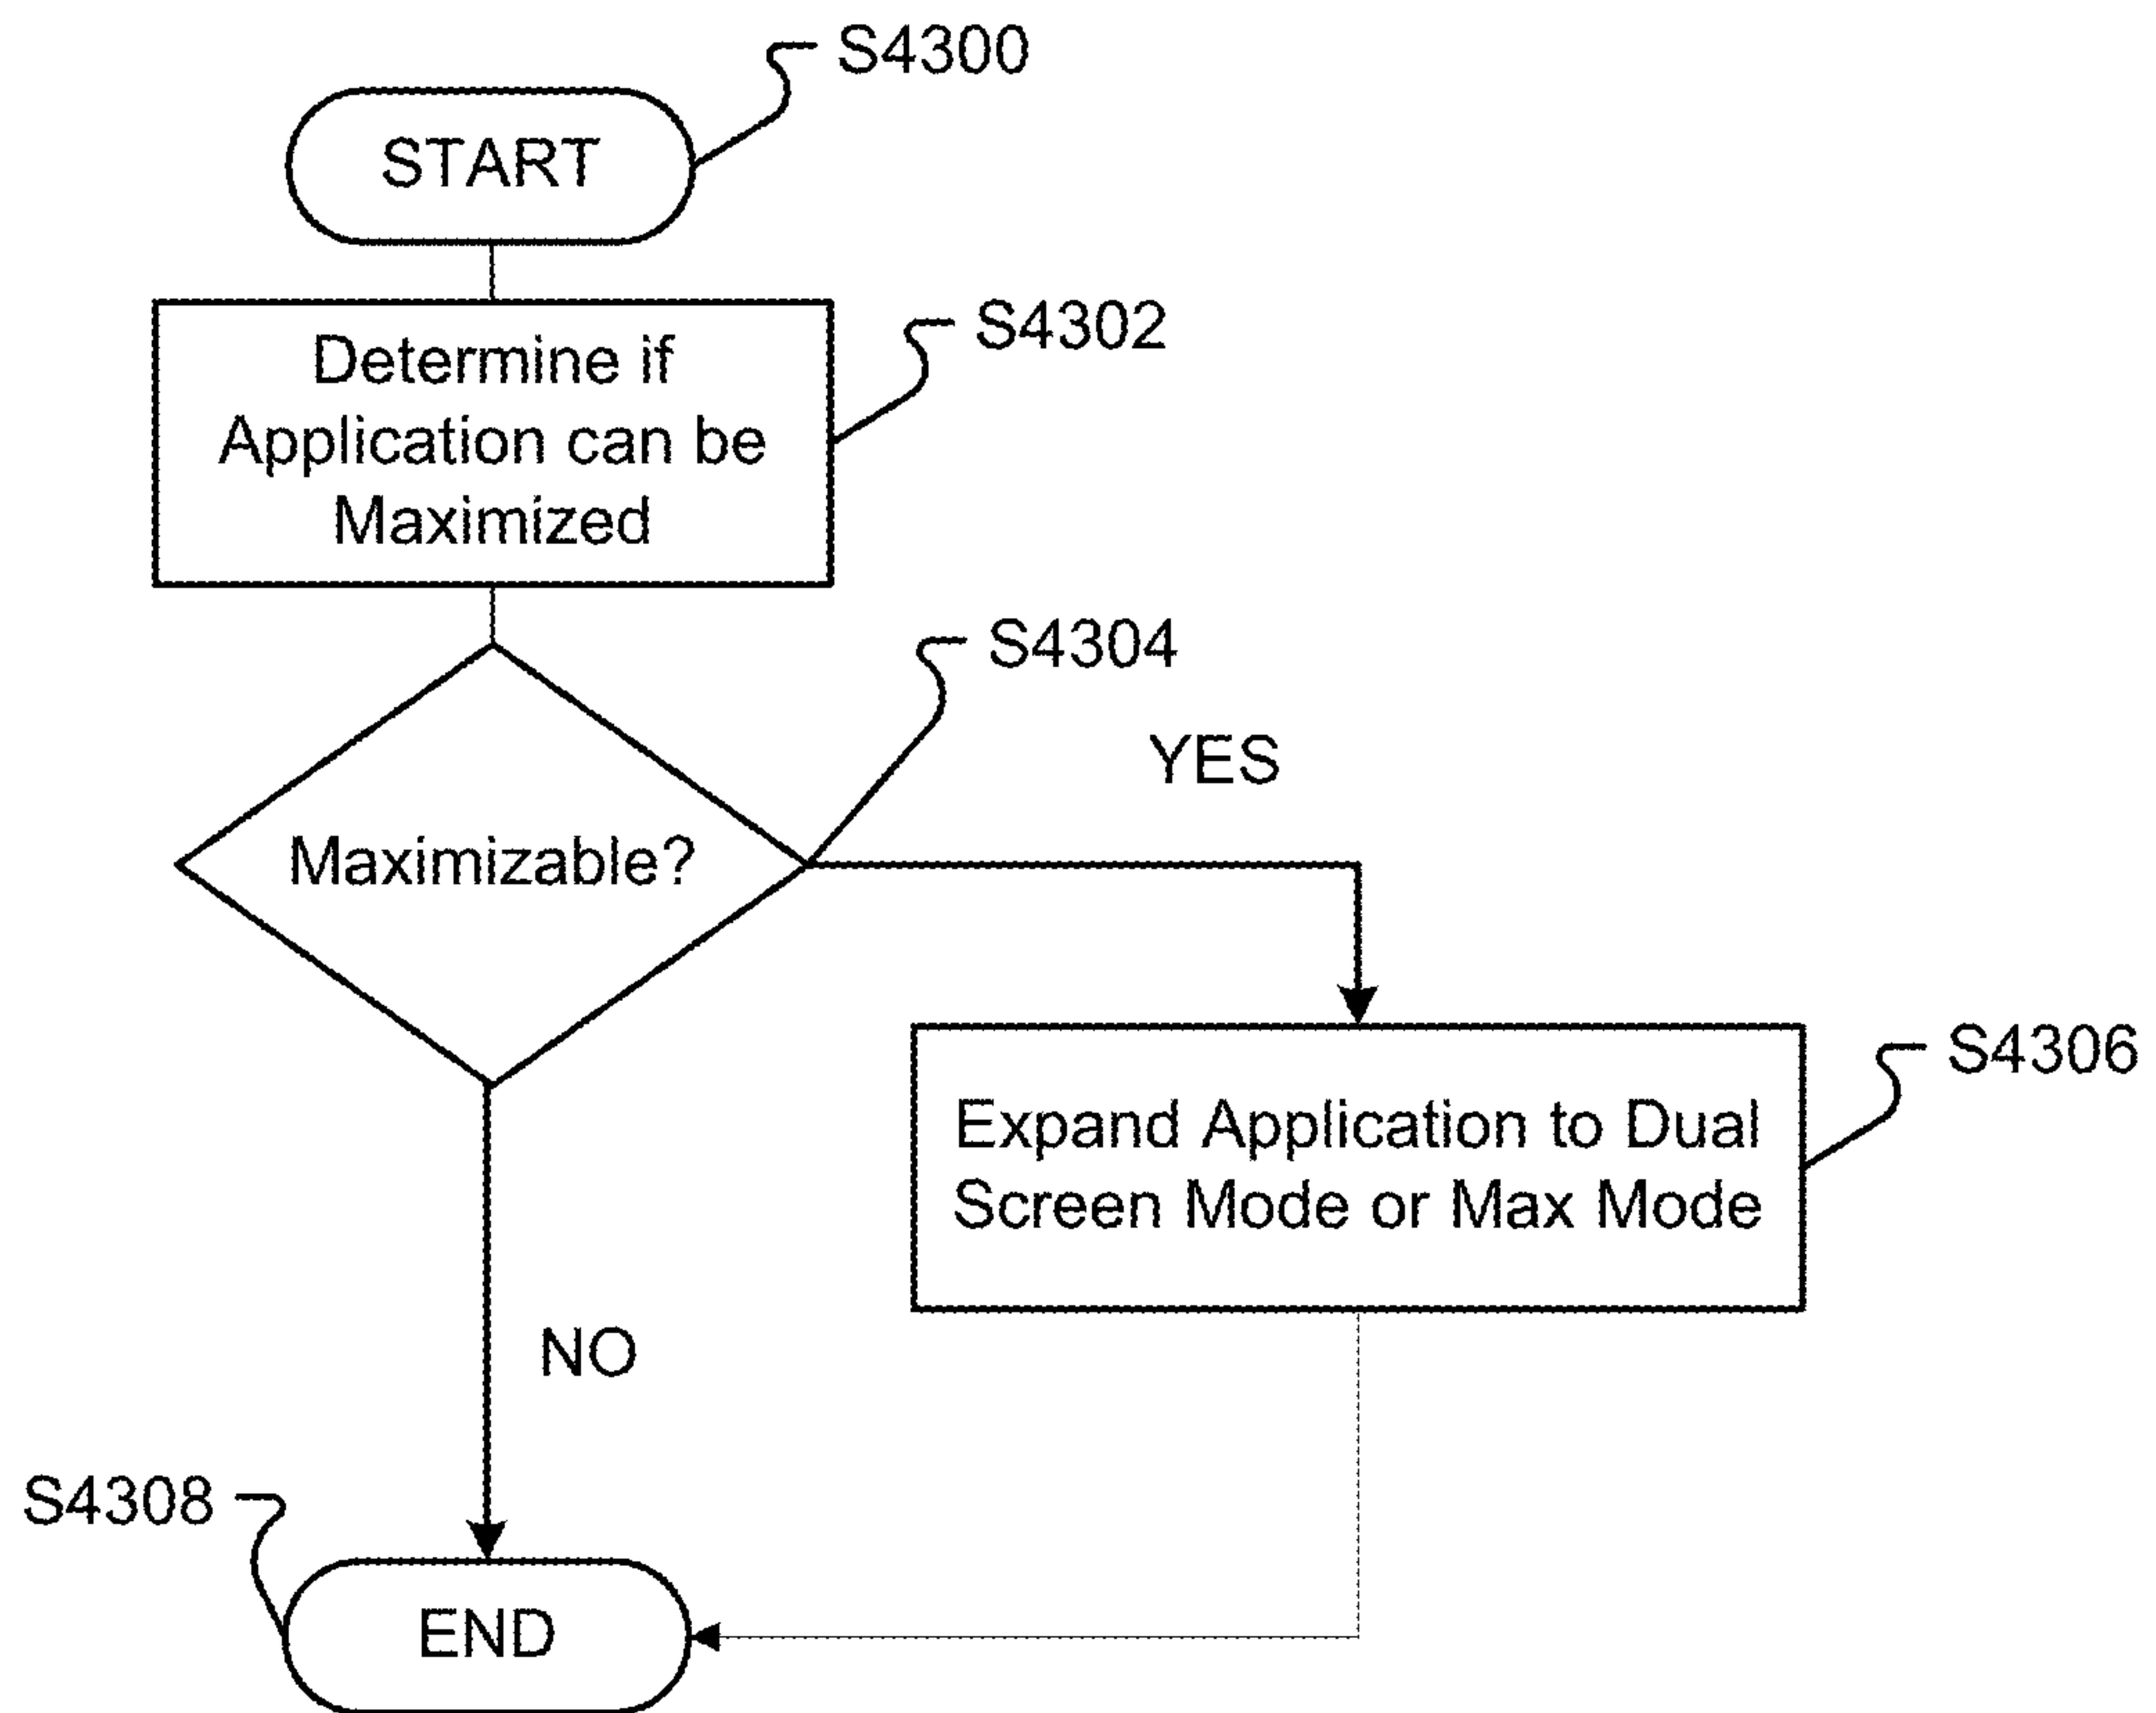 S4300
START
S4302
Determine if
Application can be
Maximized
S4304
YES
Maximizable?
S4306
Expand Application to Dual
Screen Mode or Max Mode
NO
S4308
END